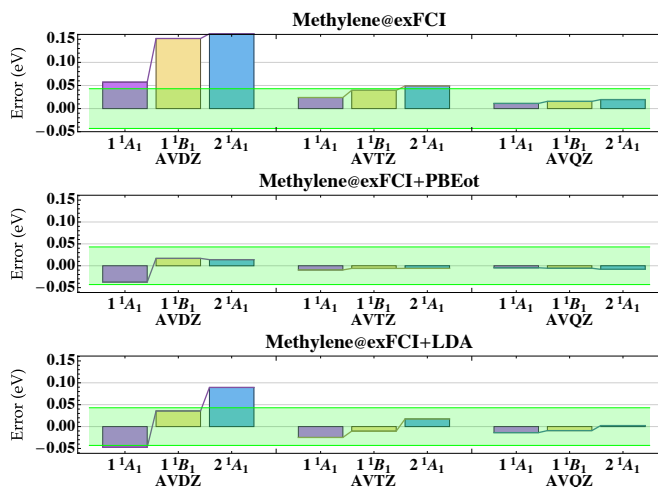 Methylene@exFCI
Error (eV)
0.15
0.10
0.05
0.00
−0.05
1 ¹A₁ 1 ¹B₁ 2 ¹A₁ 1 ¹A₁ 1 ¹B₁ 2 ¹A₁ 1 ¹A₁ 1 ¹B₁ 2 ¹A₁
AVDZ AVTZ AVQZ
Methylene@exFCI+PBEot
Error (eV)
0.15
0.10
0.05
0.00
−0.05
1 ¹A₁ 1 ¹B₁ 2 ¹A₁ 1 ¹A₁ 1 ¹B₁ 2 ¹A₁ 1 ¹A₁ 1 ¹B₁ 2 ¹A₁
AVDZ AVTZ AVQZ
Methylene@exFCI+LDA
Error (eV)
0.15
0.10
0.05
0.00
−0.05
1 ¹A₁ 1 ¹B₁ 2 ¹A₁ 1 ¹A₁ 1 ¹B₁ 2 ¹A₁ 1 ¹A₁ 1 ¹B₁ 2 ¹A₁
AVDZ AVTZ AVQZ